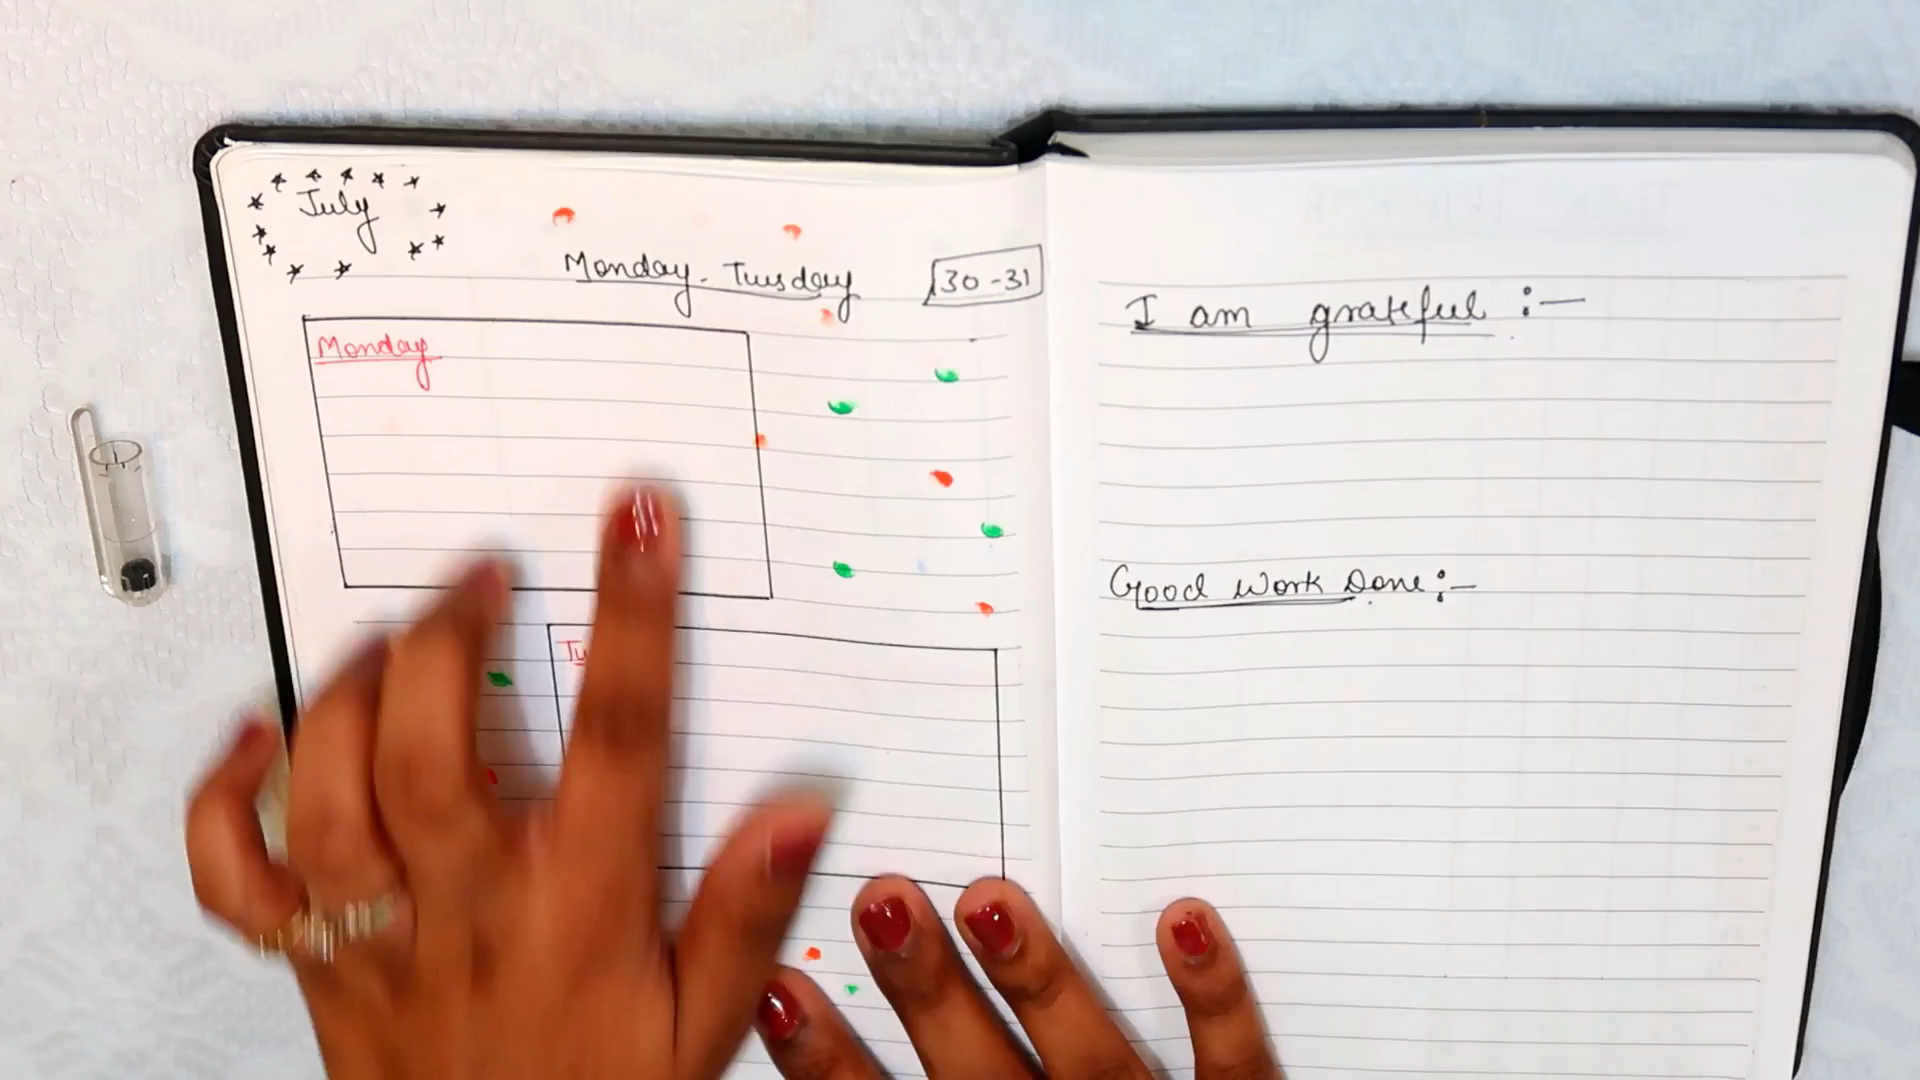 July
Monday - Tuesday
30-31
Monday
I am grateful :-
Good Work Done :-